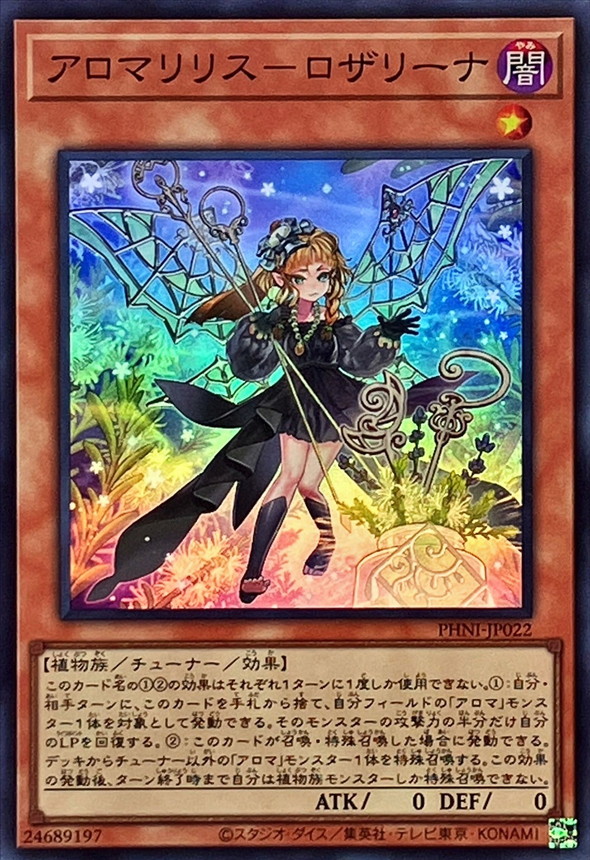 アロマリリス－ロザリーナ
闇
PHNI-JP022
【植物族／チューナー／効果】
このカード名の①②の効果はそれぞれ1ターンに1度しか使用できない。①：自分・
相手ターンに、このカードを手札から捨て、自分フィールドの「アロマ」モンス
ター1体を対象として発動できる。そのモンスターの攻撃力の半分だけ自分
のLPを回復する。②：このカードが召喚・特殊召喚した場合に発動できる。
デッキからチューナー以外の「アロマ」モンスター1体を特殊召喚する。この効果
の発動後、ターン終了時まで自分は植物族モンスターしか特殊召喚できない。
ATK/ 0 DEF/ 0
24689197 ©スタジオ・ダイス／集英社・テレビ東京・KONAMI